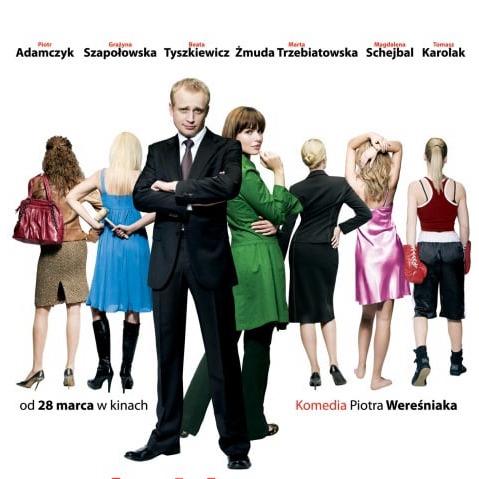 Piotr Grażyna Beata Marta Magdalena Tomasz
Adamczyk Szapołowska Tyszkiewicz Żmuda Trzebiatowska Schejbal Karolak
od 28 marca w kinach
Komedia Piotra Wereśniaka